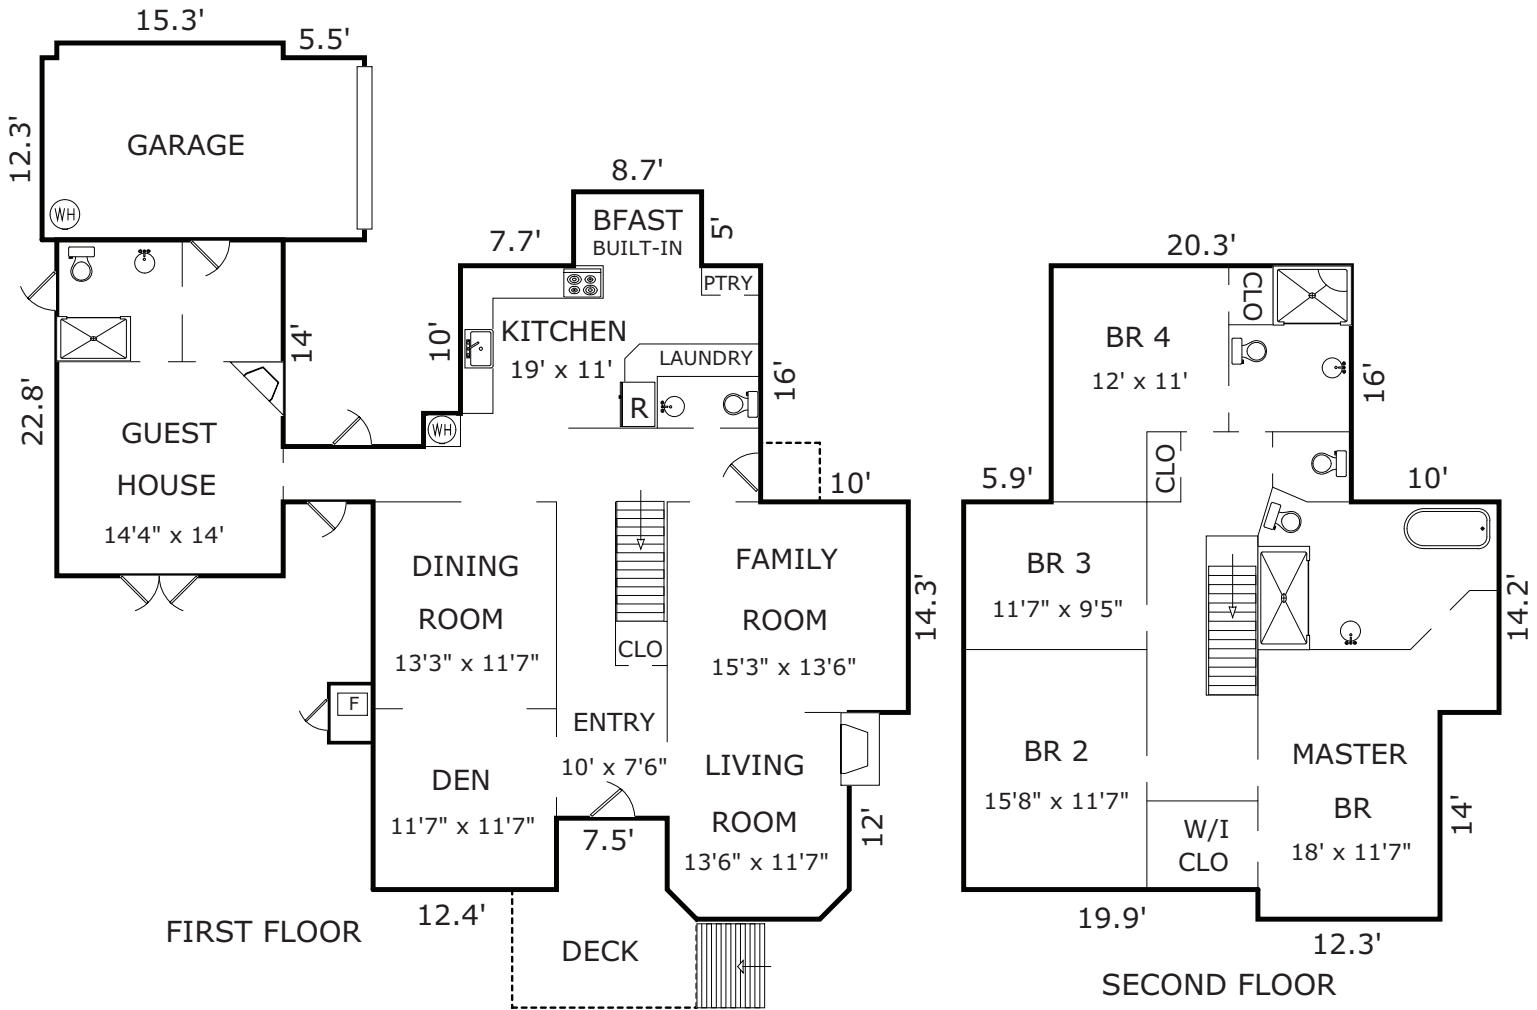 15.3'
5.5'
12.3'
GARAGE
WH
8.7'
BFAST
BUILT-IN
5'
7.7'
PTRY
10'
KITCHEN
19' x 11'
LAUNDRY
R
16'
WH
14'
22.8'
GUEST
HOUSE
14'4" x 14'
10'
DINING
ROOM
13'3" x 11'7"
CLO
FAMILY
ROOM
15'3" x 13'6"
14.3'
F
ENTRY
10' x 7'6"
DEN
11'7" x 11'7"
LIVING
ROOM
13'6" x 11'7"
12'
7.5'
12.4'
DECK
FIRST FLOOR
20.3'
CLO
BR 4
12' x 11'
16'
CLO
5.9'
10'
BR 3
11'7" x 9'5"
14.2'
BR 2
15'8" x 11'7"
MASTER
BR
18' x 11'7"
14'
W/I
CLO
19.9'
12.3'
SECOND FLOOR